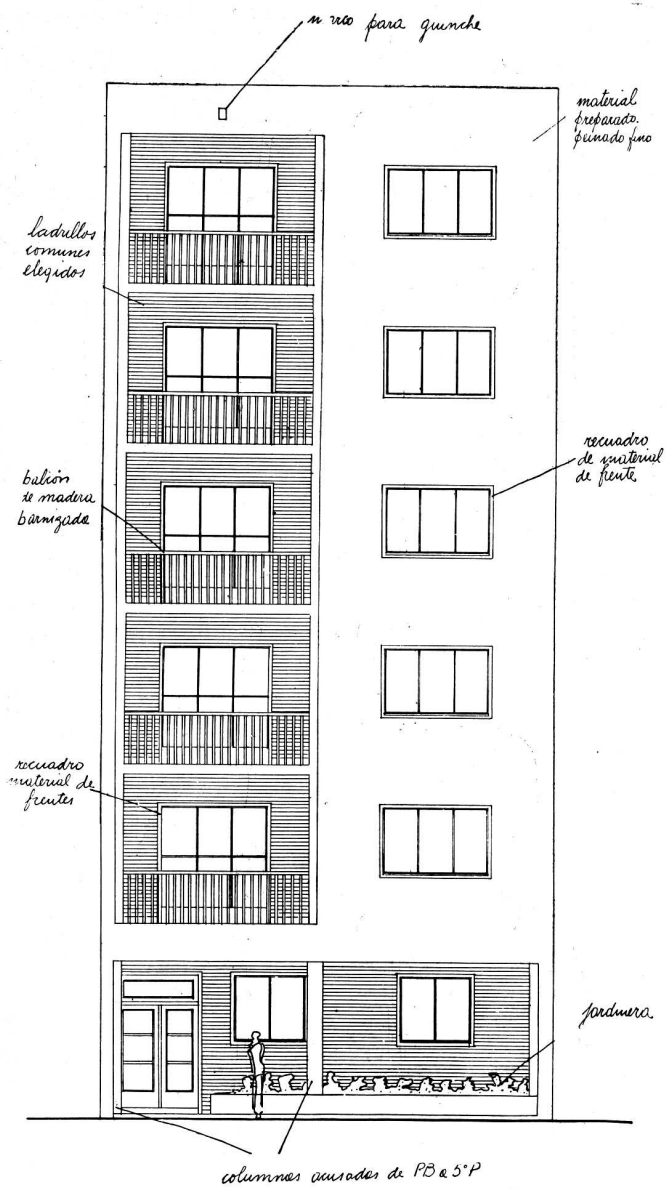 para guinche
material
preparado.
peinado fino
ladrillos
comunes
elegidos
recuadro
de material
de frente
balcón
de madera
barnizada
recuadro
material de
frentes
jardinera
columnas acusadas de PB a 5°P